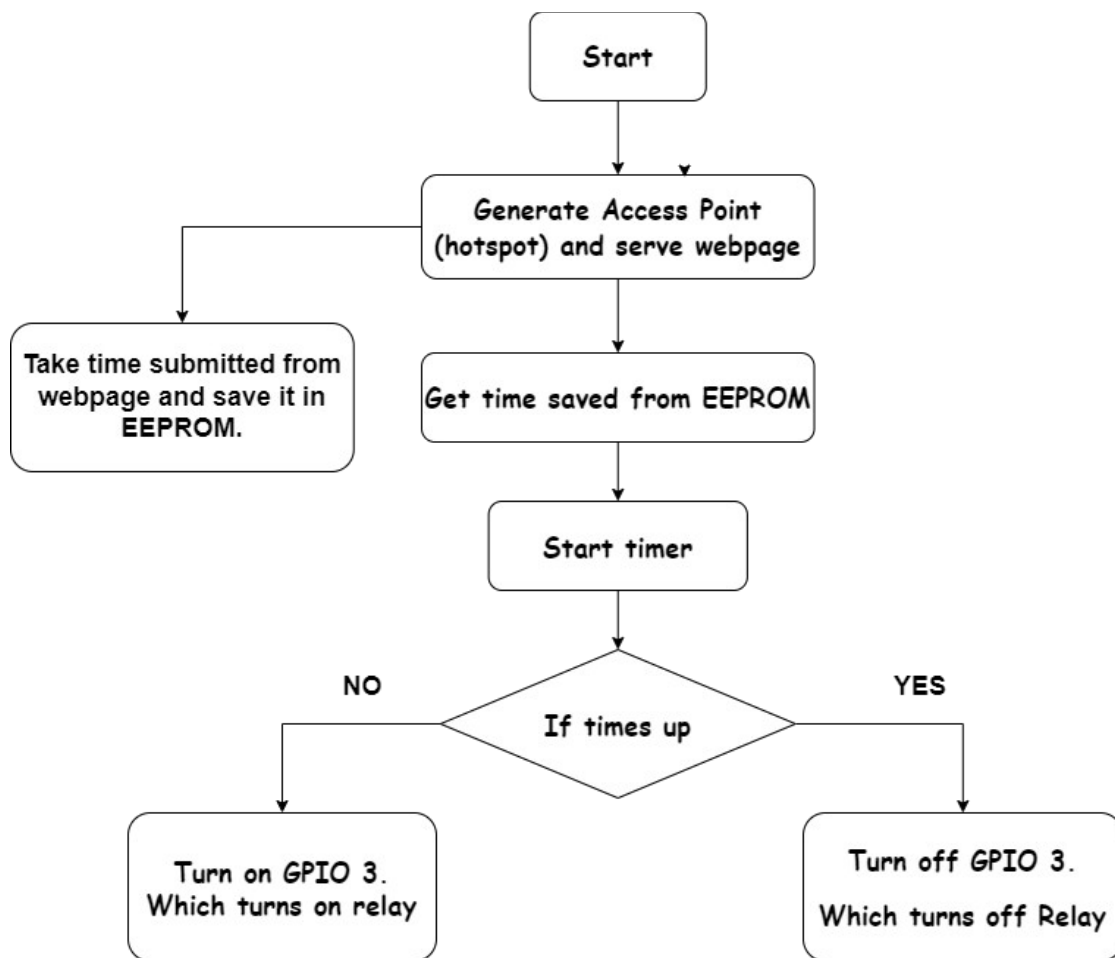 Start
Generate Access Point
(hotspot) and serve webpage
Take time submitted from
webpage and save it in
EEPROM.
Get time saved from EEPROM
Start timer
NO
YES
If times up
Turn on GPIO 3.
Which turns on relay
Turn off GPIO 3.
Which turns off Relay